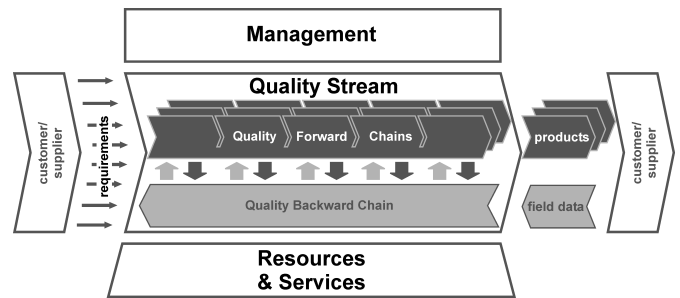 Management
Quality Stream
customer/
supplier
requirements
Quality Forward Chains
products
customer/
supplier
Quality Backward Chain
field data
Resources
& Services